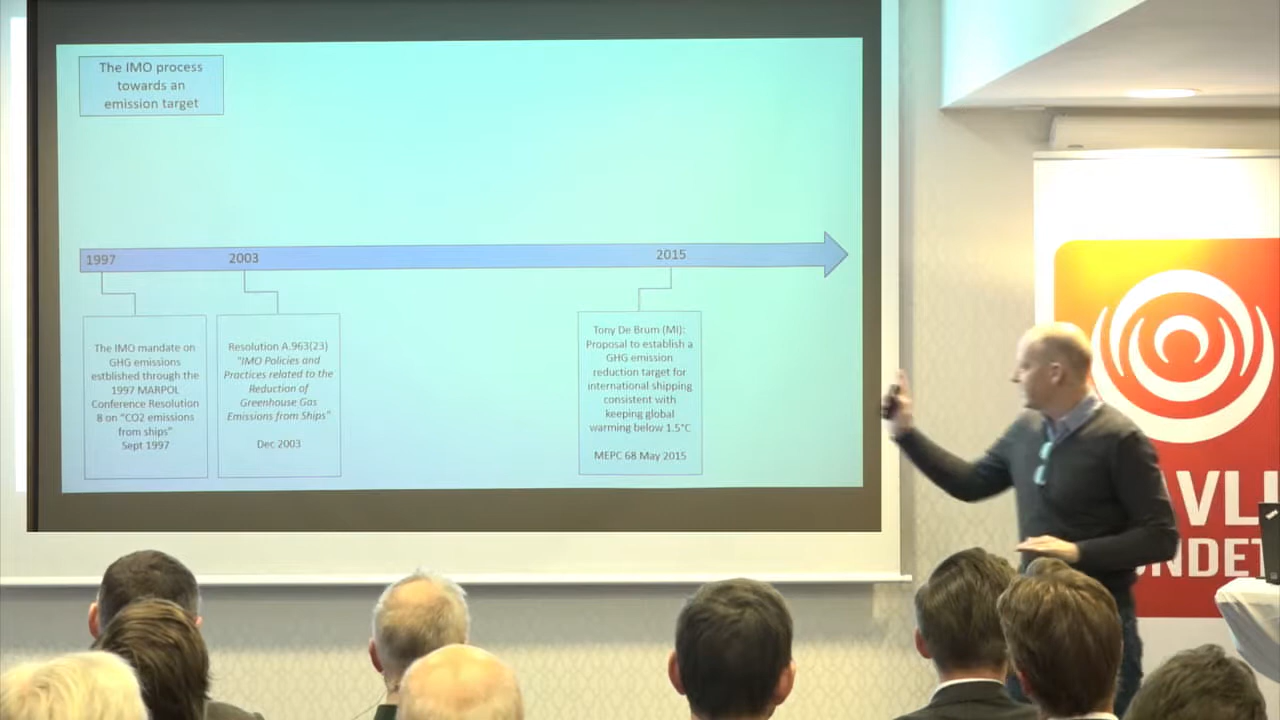 The IMO process
towards an
emission target
1997
2003
2015
The IMO mandate on
GHG emissions
estblished through the
1997 MARPOL
Conference Resolution
8 on "CO2 emissions
from ships"
Sept 1997
Resolution A.963(23)
"IMO Policies and
Practices related to the
Reduction of
Greenhouse Gas
Emissions from Ships"
Dec 2003
Tony De Brum (MI):
Proposal to establish a
GHG emission
reduction target for
international shipping
consistent with
keeping global
warming below 1.5°C
MEPC 68 May 2015
VLI
NDET